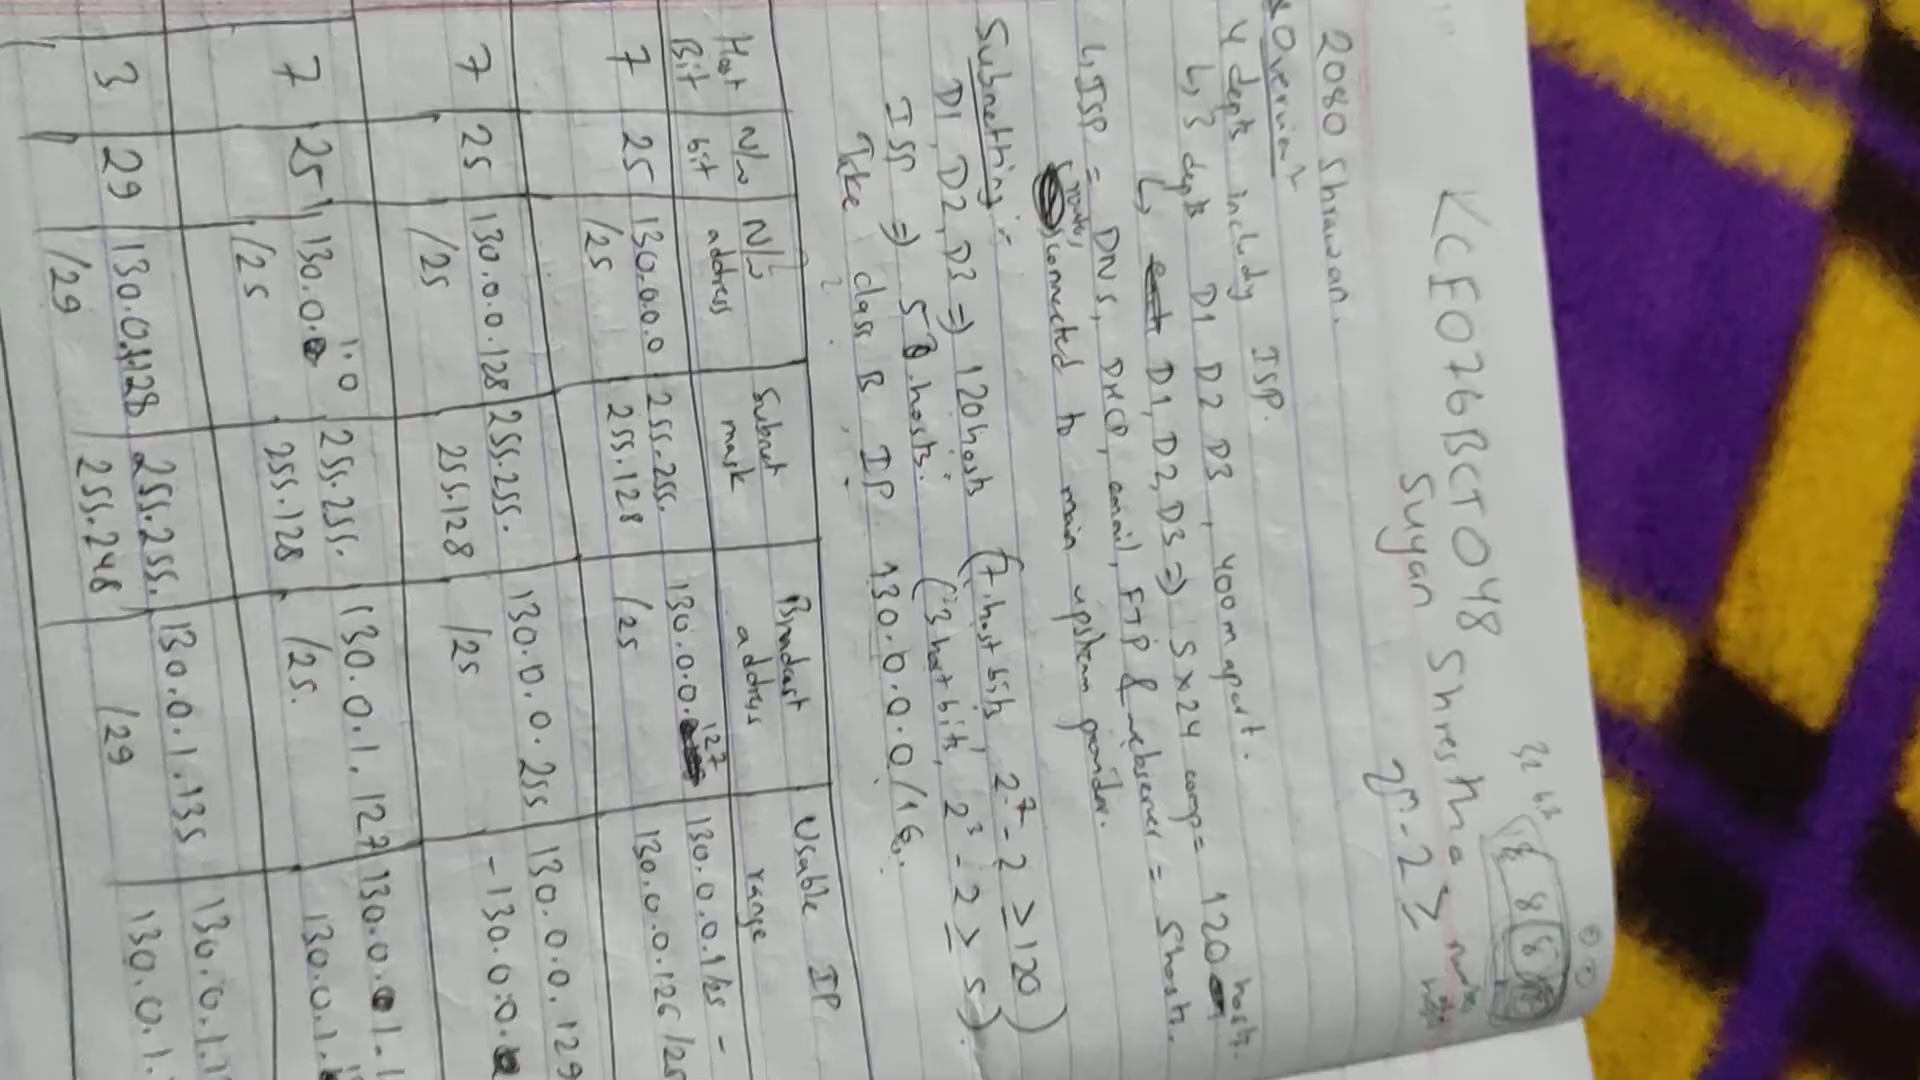 KCE076BCT048
Suyan Shrestha
2080 Shrawan.
Overview
4 depts including ISP.
↳ 3 depts D1 D2 D3, 400m apart.
↳ D1, D2, D3 ⇒ 5x24 comp = 120 hosts.
↳ ISP = DNS, DHCP, email, FTP & webserver = 5 hosts.
connected to main upstream provider.
Subnetting :-
D1, D2, D3 ⇒ 120 hosts (7 host bits, 2^7 - 2 ≥ 120)
ISP ⇒ 5 hosts. (3 host bits, 2^3 - 2 ≥ 5)
Take class B IP 130.0.0.0/16.
Host Bit N/w bit N/w address Subnet mask Broadcast address Usable IP range
7 25 130.0.0.0 /25 255.255.255.128 130.0.0.127 /25 130.0.0.1/25 - 130.0.0.126/25
7 25 130.0.0.128 /25 255.255.255.128 130.0.0.255 /25 130.0.0.129 - 130.0.0.
7 25 130.0.1.0 /25 255.255.255.128 130.0.1.127 /25. 130.0.1.1 130.0.1.
3 29 130.0.1.128 /29 255.255.255.248 130.0.1.135 /29 130.0.1.1 130.0.1.
2^n - 2 ≥